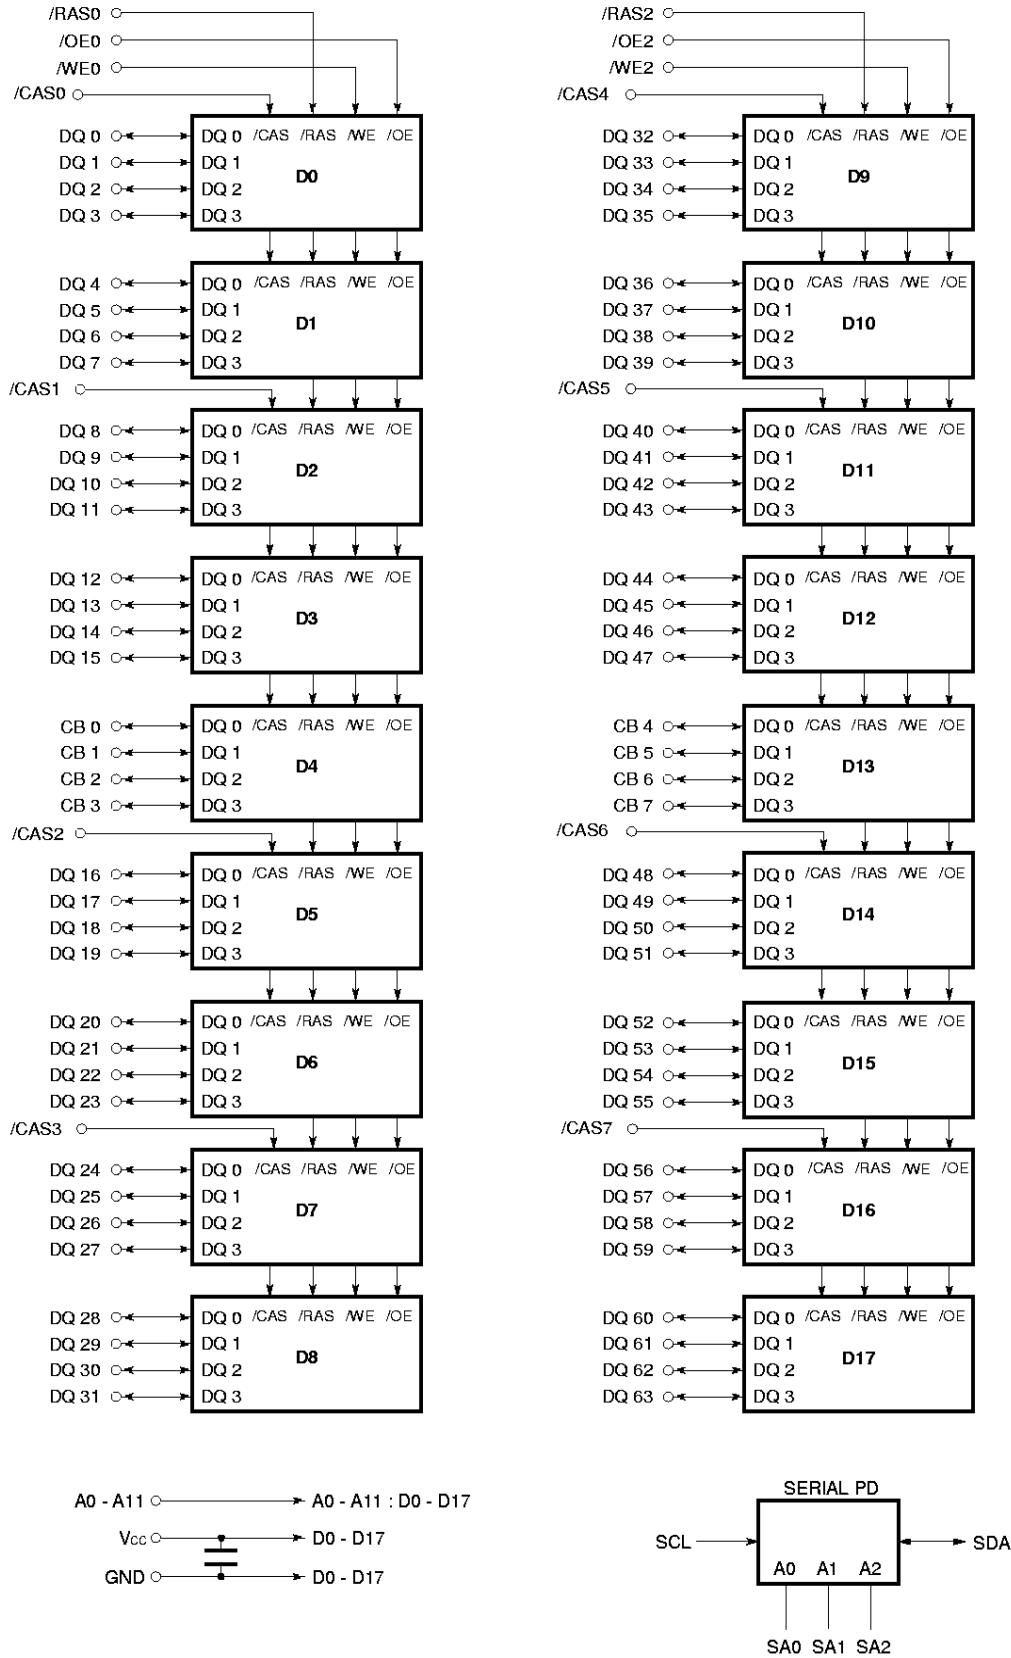 /RAS0
/OE0
/WE0
/CAS0
DQ 0 DQ 0 /CAS /RAS /WE /OE
DQ 1 DQ 1
D0
DQ 2 DQ 2
DQ 3 DQ 3
DQ 4 DQ 0 /CAS /RAS /WE /OE
DQ 5 DQ 1
D1
DQ 6 DQ 2
DQ 7 DQ 3
/CAS1
DQ 8 DQ 0 /CAS /RAS /WE /OE
DQ 9 DQ 1
D2
DQ 10 DQ 2
DQ 11 DQ 3
DQ 12 DQ 0 /CAS /RAS /WE /OE
DQ 13 DQ 1
D3
DQ 14 DQ 2
DQ 15 DQ 3
CB 0 DQ 0 /CAS /RAS /WE /OE
CB 1 DQ 1
D4
CB 2 DQ 2
CB 3 DQ 3
/CAS2
DQ 16 DQ 0 /CAS /RAS /WE /OE
DQ 17 DQ 1
D5
DQ 18 DQ 2
DQ 19 DQ 3
DQ 20 DQ 0 /CAS /RAS /WE /OE
DQ 21 DQ 1
D6
DQ 22 DQ 2
DQ 23 DQ 3
/CAS3
DQ 24 DQ 0 /CAS /RAS /WE /OE
DQ 25 DQ 1
D7
DQ 26 DQ 2
DQ 27 DQ 3
DQ 28 DQ 0 /CAS /RAS /WE /OE
DQ 29 DQ 1
D8
DQ 30 DQ 2
DQ 31 DQ 3
/RAS2
/OE2
/WE2
/CAS4
DQ 32 DQ 0 /CAS /RAS /WE /OE
DQ 33 DQ 1
D9
DQ 34 DQ 2
DQ 35 DQ 3
DQ 36 DQ 0 /CAS /RAS /WE /OE
DQ 37 DQ 1
D10
DQ 38 DQ 2
DQ 39 DQ 3
/CAS5
DQ 40 DQ 0 /CAS /RAS /WE /OE
DQ 41 DQ 1
D11
DQ 42 DQ 2
DQ 43 DQ 3
DQ 44 DQ 0 /CAS /RAS /WE /OE
DQ 45 DQ 1
D12
DQ 46 DQ 2
DQ 47 DQ 3
CB 4 DQ 0 /CAS /RAS /WE /OE
CB 5 DQ 1
D13
CB 6 DQ 2
CB 7 DQ 3
/CAS6
DQ 48 DQ 0 /CAS /RAS /WE /OE
DQ 49 DQ 1
D14
DQ 50 DQ 2
DQ 51 DQ 3
DQ 52 DQ 0 /CAS /RAS /WE /OE
DQ 53 DQ 1
D15
DQ 54 DQ 2
DQ 55 DQ 3
/CAS7
DQ 56 DQ 0 /CAS /RAS /WE /OE
DQ 57 DQ 1
D16
DQ 58 DQ 2
DQ 59 DQ 3
DQ 60 DQ 0 /CAS /RAS /WE /OE
DQ 61 DQ 1
D17
DQ 62 DQ 2
DQ 63 DQ 3
A0 - A11 A0 - A11 : D0 - D17
Vcc D0 - D17
GND D0 - D17
SERIAL PD
SCL SDA
A0 A1 A2
SA0 SA1 SA2